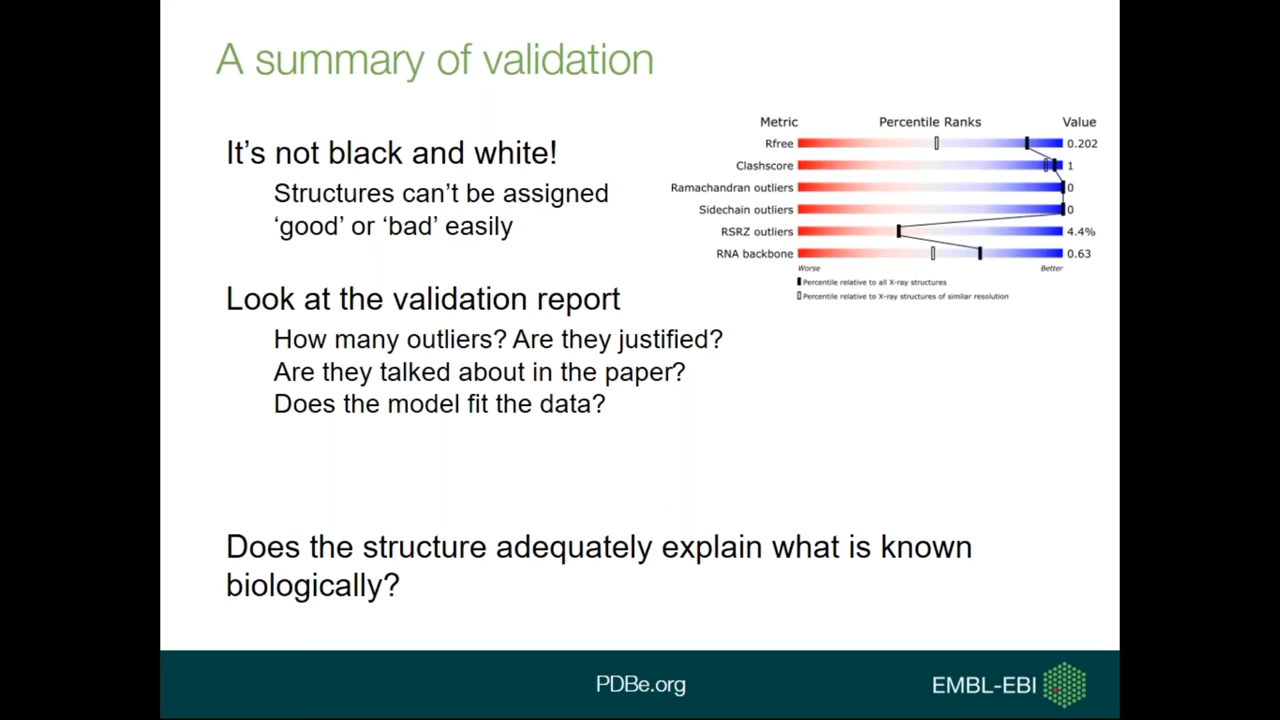 A summary of validation
It's not black and white!
Structures can't be assigned
'good' or 'bad' easily
Look at the validation report
How many outliers? Are they justified?
Are they talked about in the paper?
Does the model fit the data?
Does the structure adequately explain what is known
biologically?
Metric Percentile Ranks Value
Rfree 0.202
Clashscore 1
Ramachandran outliers 0
Sidechain outliers 0
RSRZ outliers 4.4%
RNA backbone 0.63
Worse Better
Percentile relative to all X-ray structures
Percentile relative to X-ray structures of similar resolution
PDBe.org
EMBL-EBI